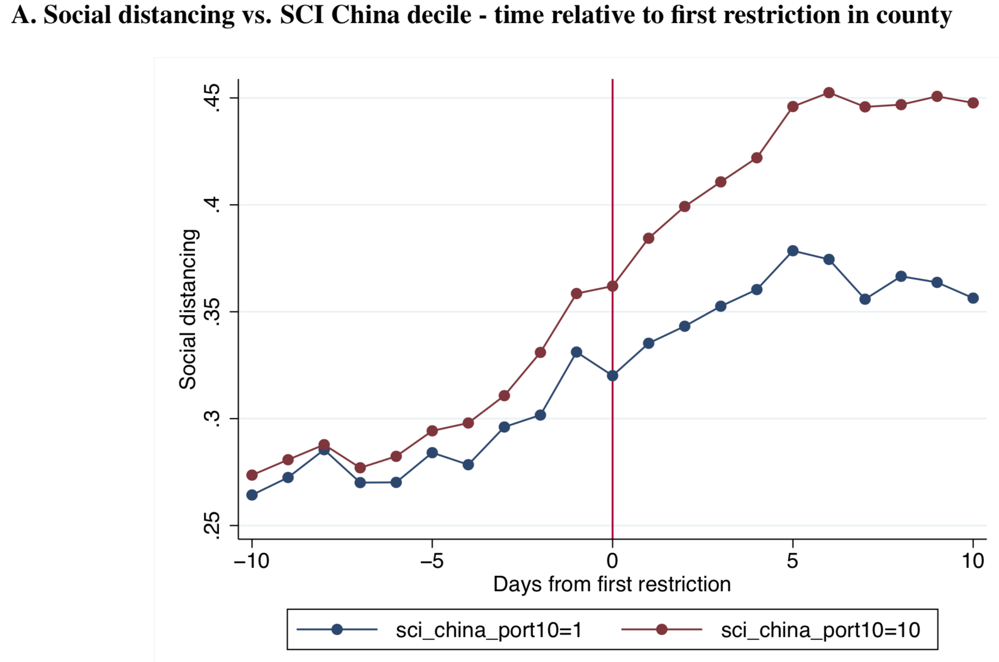 A. Social distancing vs. SCI China decile - time relative to first restriction in county
.45
.4
.35
.3
.25
Social distancing
−10 −5 0 5 10
Days from first restriction
sci_china_port10=1 sci_china_port10=10